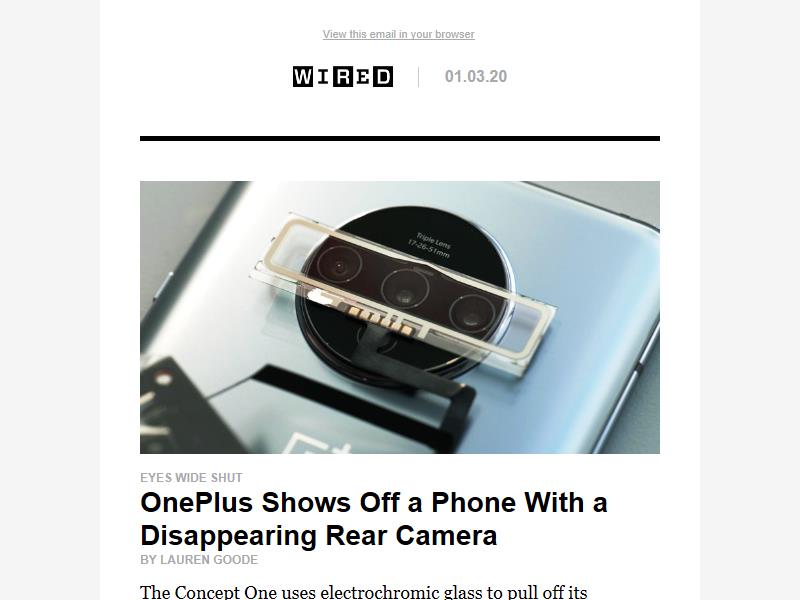 View this email in your browser
WIRED
01.03.20
Triple Lens
17-26-51mm
EYES WIDE SHUT
OnePlus Shows Off a Phone With a
Disappearing Rear Camera
BY LAUREN GOODE
The Concept One uses electrochromic glass to pull off its